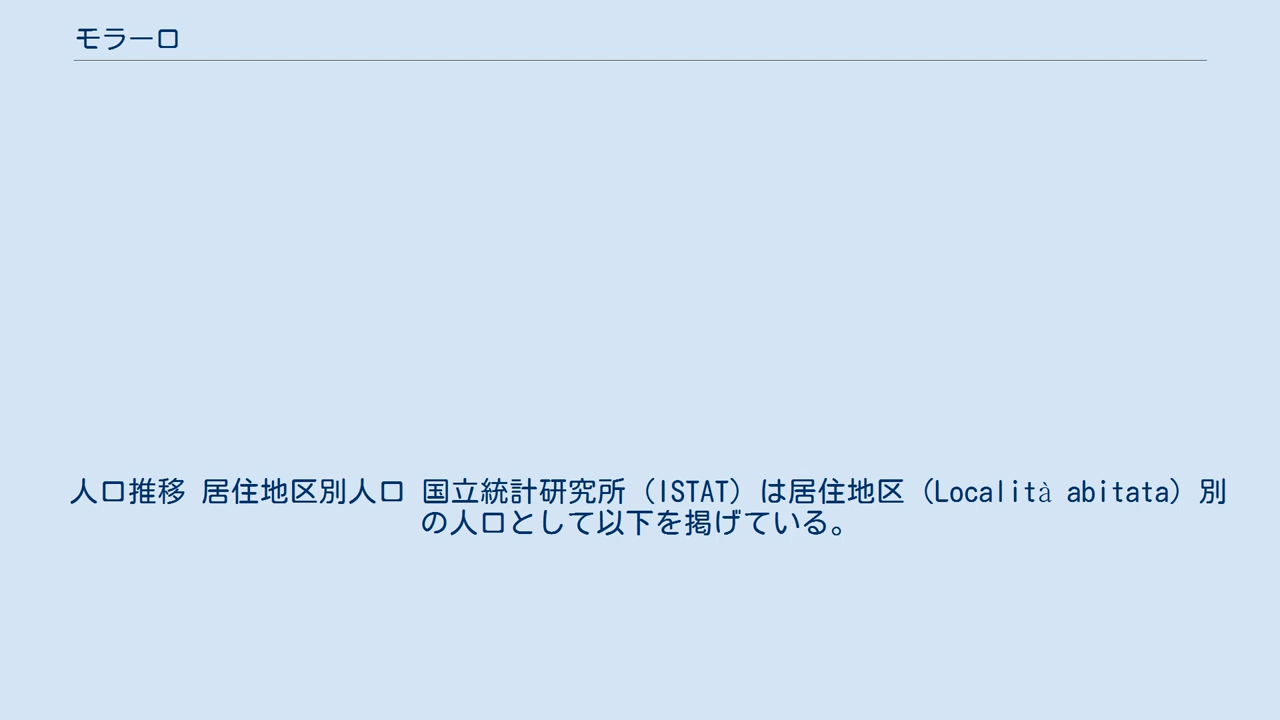 モラーロ
人口推移 居住地区別人口 国立統計研究所（ISTAT）は居住地区（Località abitata）別
の人口として以下を掲げている。